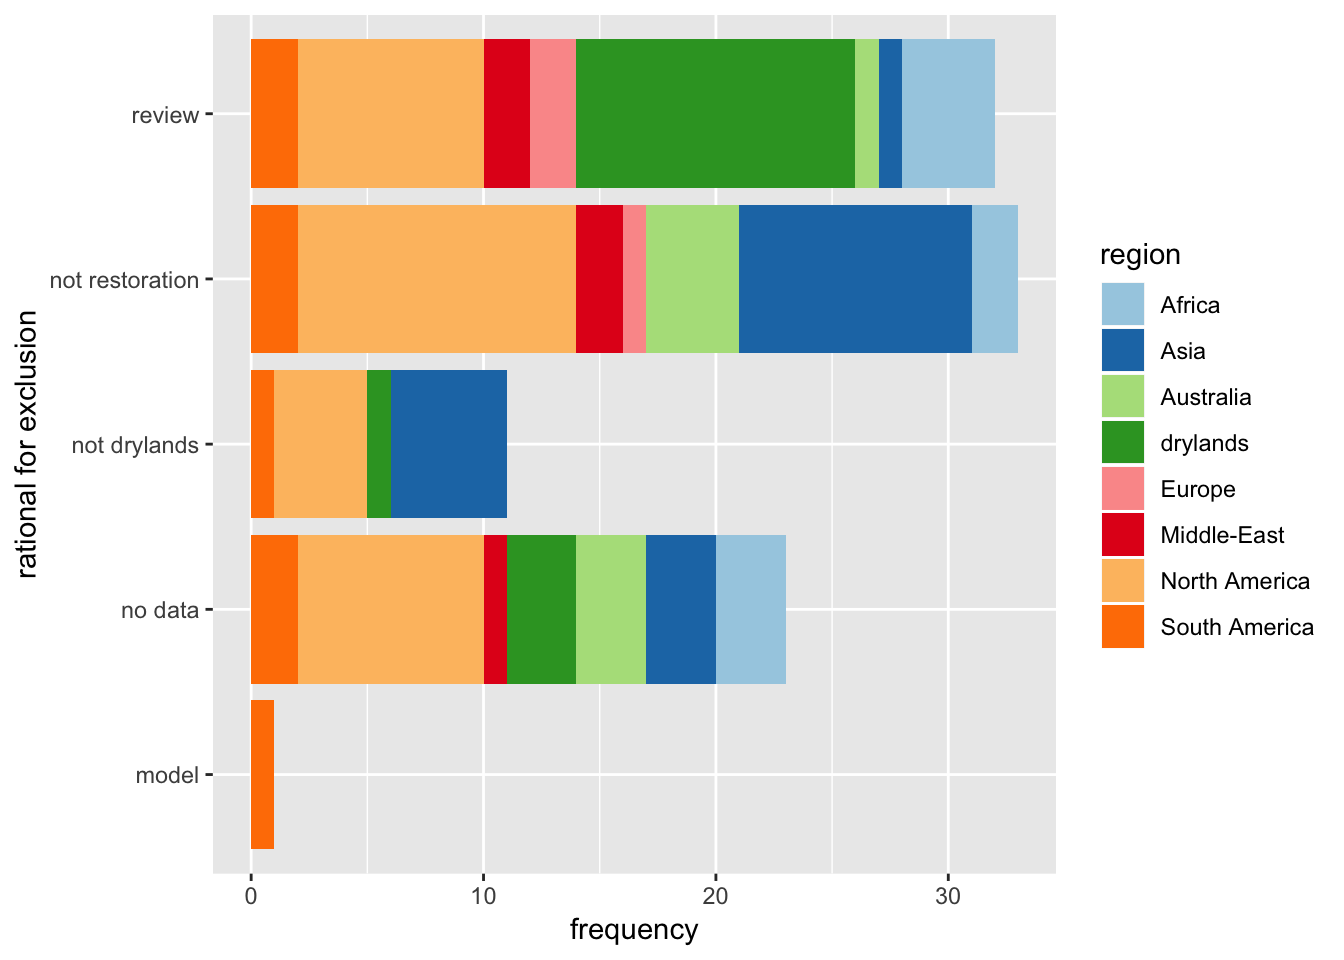 review
not restoration
not drylands
no data
model
rational for exclusion
0 10 20 30
frequency
region
Africa
Asia
Australia
drylands
Europe
Middle-East
North America
South America